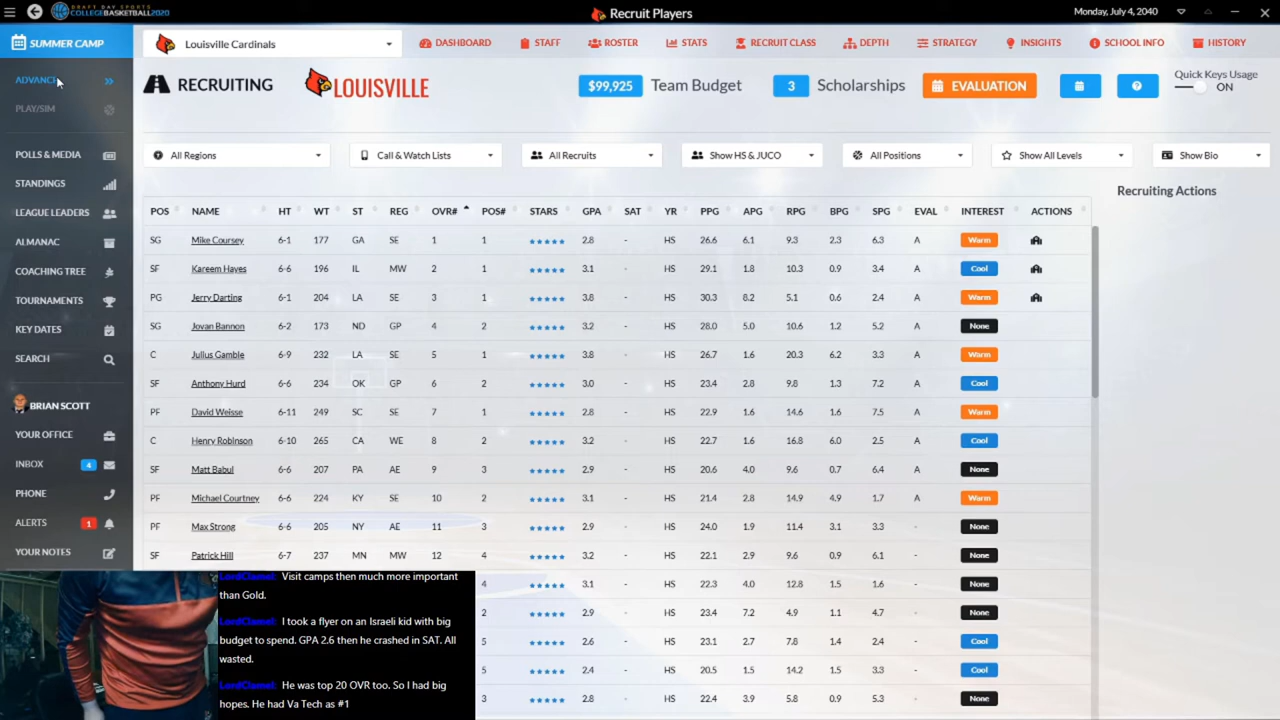 DRAFT DAY SPORTS
COLLEGE BASKETBALL 2020
Recruit Players
Monday, July 4, 2040
SUMMER CAMP
Louisville Cardinals
DASHBOARD
STAFF
ROSTER
STATS
RECRUIT CLASS
DEPTH
STRATEGY
INSIGHTS
SCHOOL INFO
HISTORY
ADVANCE
PLAY/SIM
POLLS & MEDIA
STANDINGS
LEAGUE LEADERS
ALMANAC
COACHING TREE
TOURNAMENTS
KEY DATES
SEARCH
BRIAN SCOTT
YOUR OFFICE
INBOX 4
PHONE
ALERTS 1
YOUR NOTES
RECRUITING
LOUISVILLE
$99,925 Team Budget
3 Scholarships
EVALUATION
Quick Keys Usage
ON
All Regions
Call & Watch Lists
All Recruits
Show HS & JUCO
All Positions
Show All Levels
Show Bio
Recruiting Actions
POS NAME HT WT ST REG OVR# POS# STARS GPA SAT YR PPG APG RPG BPG SPG EVAL INTEREST ACTIONS
SG Mike Coursey 6-1 177 GA SE 1 1 ★★★★★ 2.8 - HS 26.6 6.1 9.3 2.3 6.3 A Warm
SF Kareem Hayes 6-6 196 IL MW 2 1 ★★★★★ 3.1 - HS 29.1 1.8 10.3 0.9 3.4 A Cool
PG Jerry Darting 6-1 204 LA SE 3 1 ★★★★★ 3.8 - HS 30.3 8.2 5.1 0.6 2.4 A Warm
SG Jovan Bannon 6-2 173 ND GP 4 2 ★★★★★ 3.2 - HS 28.0 5.0 10.6 1.2 5.2 A None
C Julius Gamble 6-9 232 LA SE 5 1 ★★★★★ 3.8 - HS 26.7 1.6 20.3 6.2 3.3 A Warm
SF Anthony Hurd 6-6 234 OK GP 6 2 ★★★★★ 3.0 - HS 23.4 2.8 9.8 1.3 7.2 A Cool
PF David Weisse 6-11 249 SC SE 7 1 ★★★★★ 2.8 - HS 22.9 1.6 14.6 1.6 7.5 A Warm
C Henry Robinson 6-10 265 CA WE 8 2 ★★★★★ 3.2 - HS 22.7 1.6 16.8 6.0 2.5 A Cool
SF Matt Babul 6-6 207 PA AE 9 3 ★★★★★ 2.9 - HS 20.6 4.0 12.8 0.7 6.4 A None
PF Michael Courtney 6-6 224 KY SE 10 2 ★★★★★ 3.1 - HS 21.4 2.8 14.9 4.9 1.7 A Warm
PF Max Strong 6-6 205 NY AE 11 3 ★★★★★ 2.9 - HS 24.0 1.9 14.4 3.1 3.3 A None
SF Patrick Hill 6-7 237 MN MW 12 4 ★★★★★ 3.2 - HS 22.1 2.9 9.6 0.9 6.1 A None
4 ★★★★★ 3.1 - HS 22.3 4.0 12.8 1.5 1.6 A None
2 ★★★★★ 2.9 - HS 23.4 7.2 4.9 1.1 4.7 A None
5 ★★★★★ 2.6 - HS 23.1 3.2 7.8 1.4 2.4 A Cool
5 ★★★★★ 2.4 - HS 20.5 1.5 14.2 1.5 3.3 A Cool
3 ★★★★★ 2.8 - HS 22.4 4.0 9.8 0.9 5.3 A None
LordClamel: Visit camps then much more important
than Gold.
LordClamel: I took a flyer on an Israeli kid with big
budget to spend. GPA 2.6 then he crashed in SAT. All
wasted.
LordClamel: He was top 20 OVR too. So I had big
hopes. He had Va Tech as #1